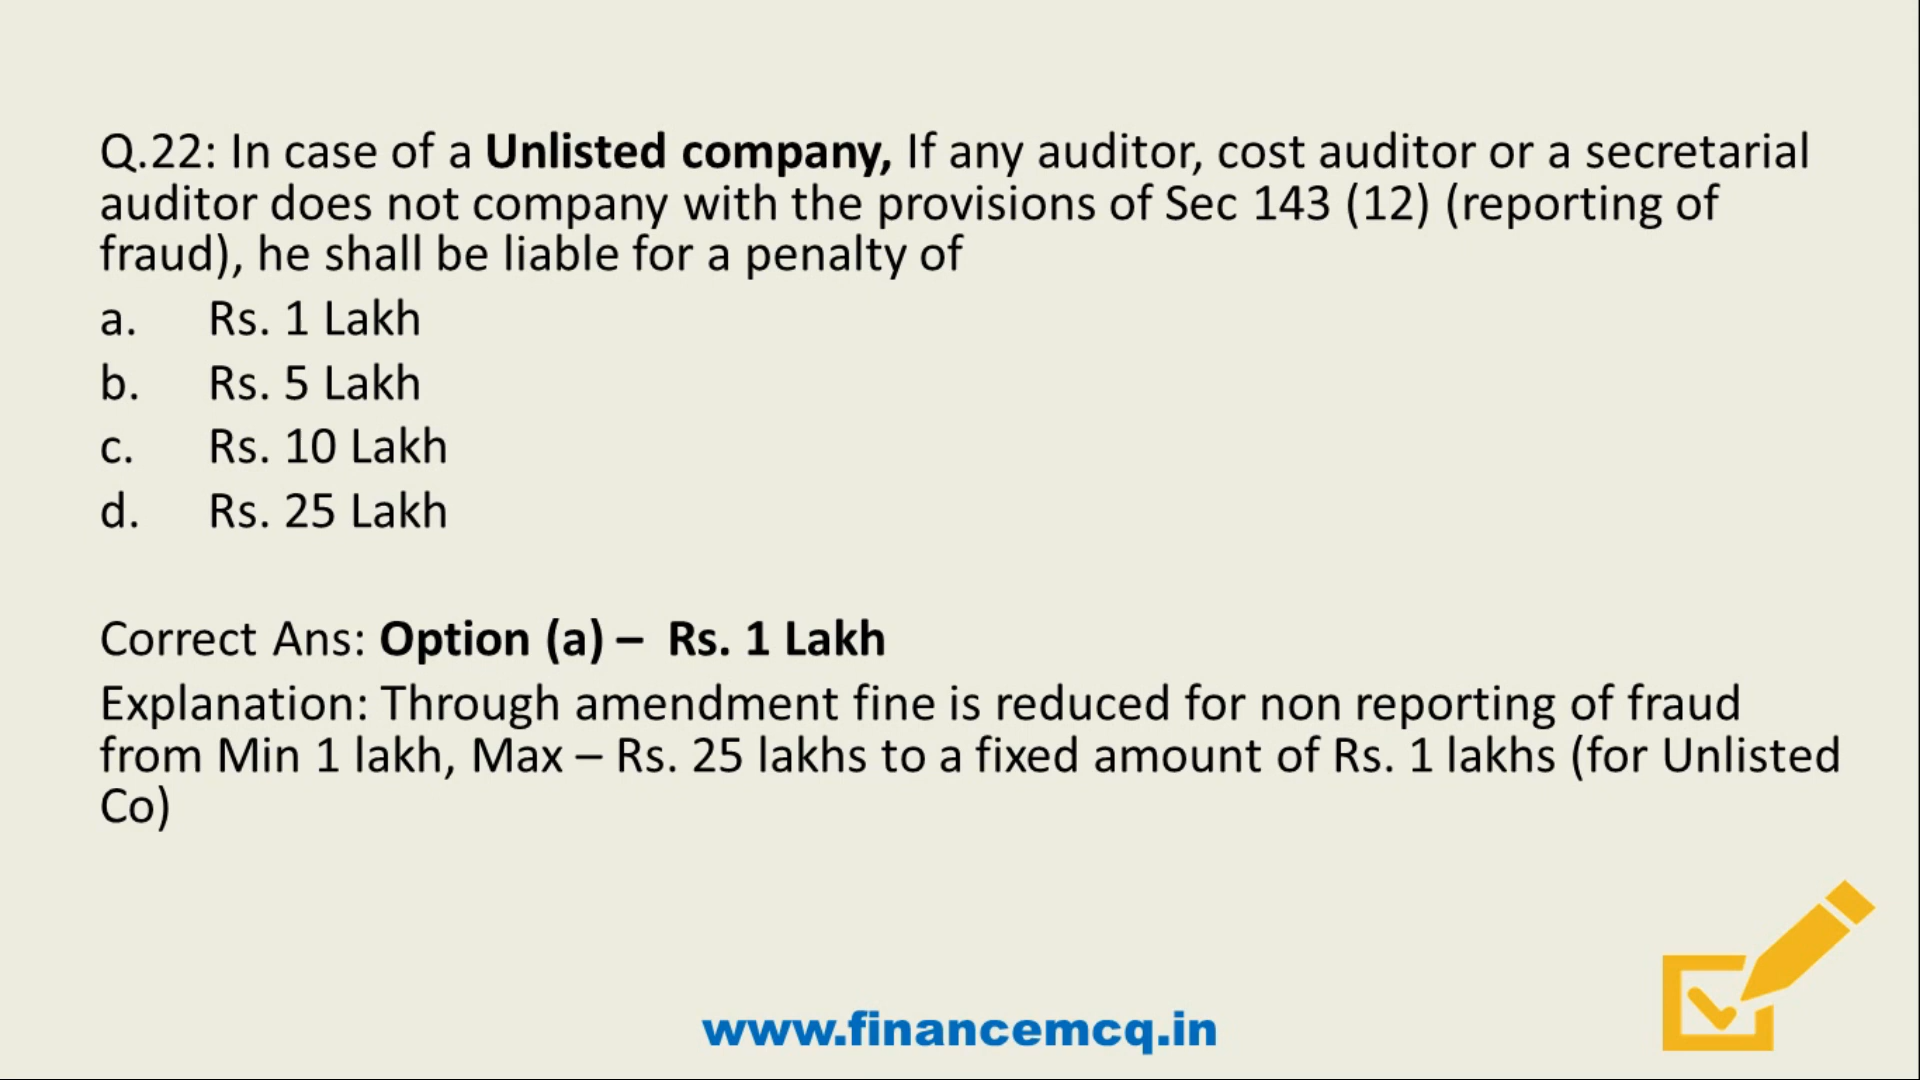 Q.22: In case of a Unlisted company, If any auditor, cost auditor or a secretarial
auditor does not company with the provisions of Sec 143 (12) (reporting of
fraud), he shall be liable for a penalty of
a. Rs. 1 Lakh
b. Rs. 5 Lakh
c. Rs. 10 Lakh
d. Rs. 25 Lakh
Correct Ans: Option (a) – Rs. 1 Lakh
Explanation: Through amendment fine is reduced for non reporting of fraud
from Min 1 lakh, Max – Rs. 25 lakhs to a fixed amount of Rs. 1 lakhs (for Unlisted
Co)
www.financemcq.in